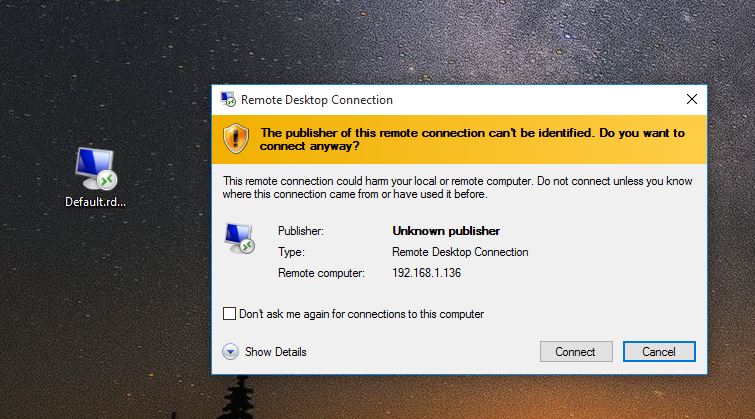 Remote Desktop Connection
The publisher of this remote connection can't be identified. Do you want to
connect anyway?
This remote connection could harm your local or remote computer. Do not connect unless you know
where this connection came from or have used it before.
Default.rd...
Publisher: Unknown publisher
Type: Remote Desktop Connection
Remote computer: 192.168.1.136
Don't ask me again for connections to this computer
Show Details Connect Cancel